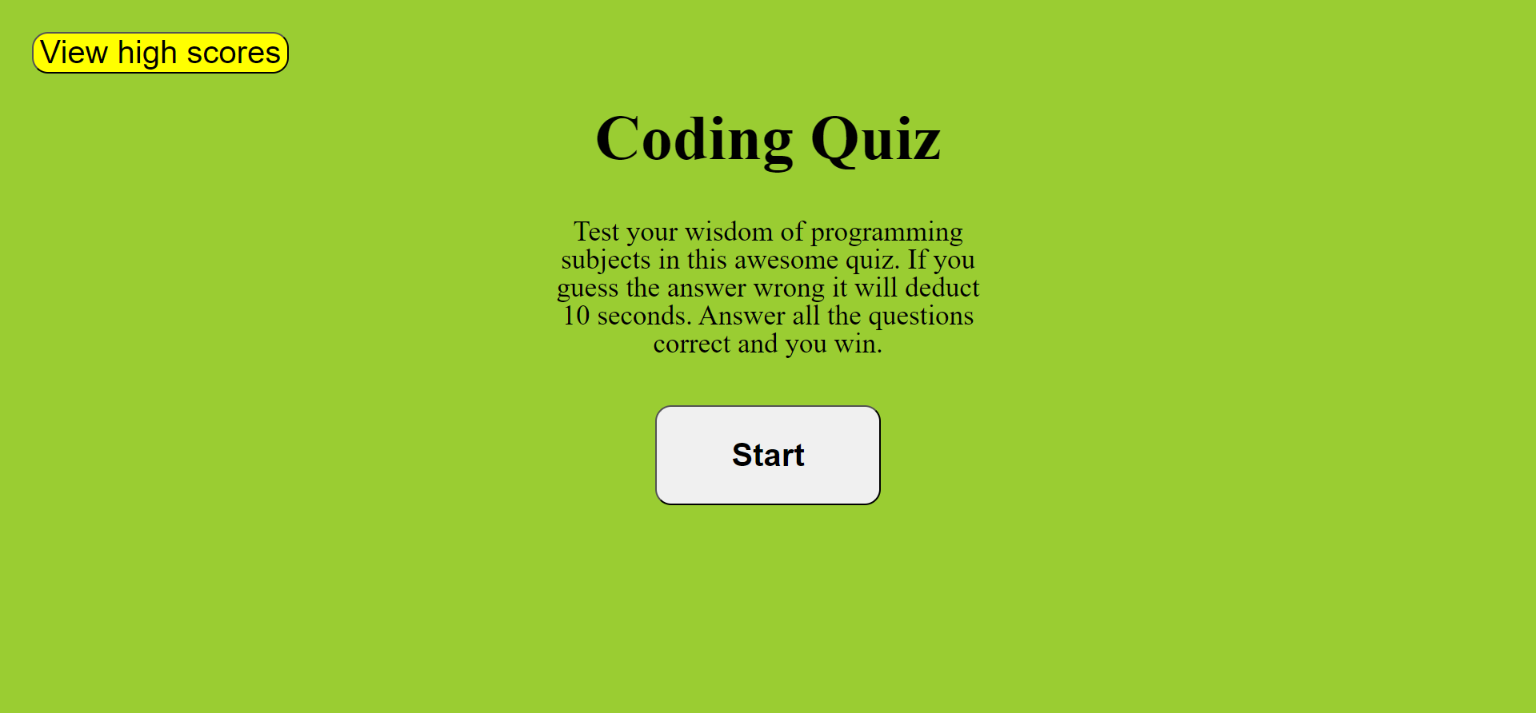 View high scores
Coding Quiz
Test your wisdom of programming
subjects in this awesome quiz. If you
guess the answer wrong it will deduct
10 seconds. Answer all the questions
correct and you win.
Start